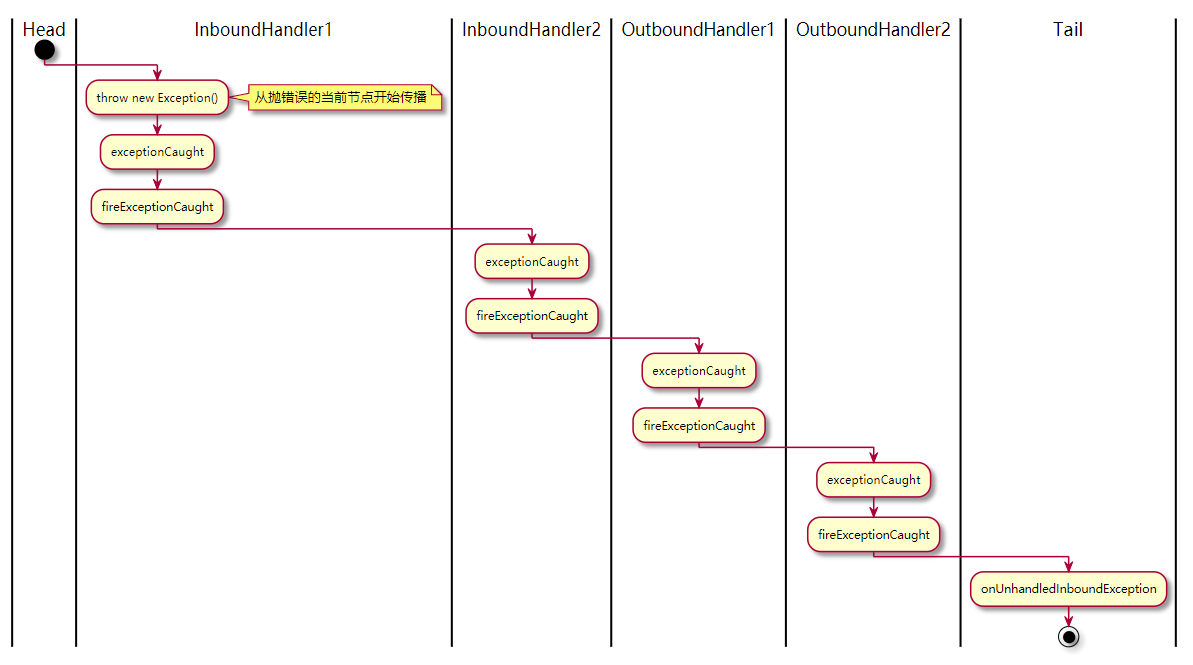 Head
InboundHandler1
InboundHandler2
OutboundHandler1
OutboundHandler2
Tail
throw new Exception()
从抛错误的当前节点开始传播
exceptionCaught
fireExceptionCaught
exceptionCaught
fireExceptionCaught
exceptionCaught
fireExceptionCaught
exceptionCaught
fireExceptionCaught
onUnhandledInboundException